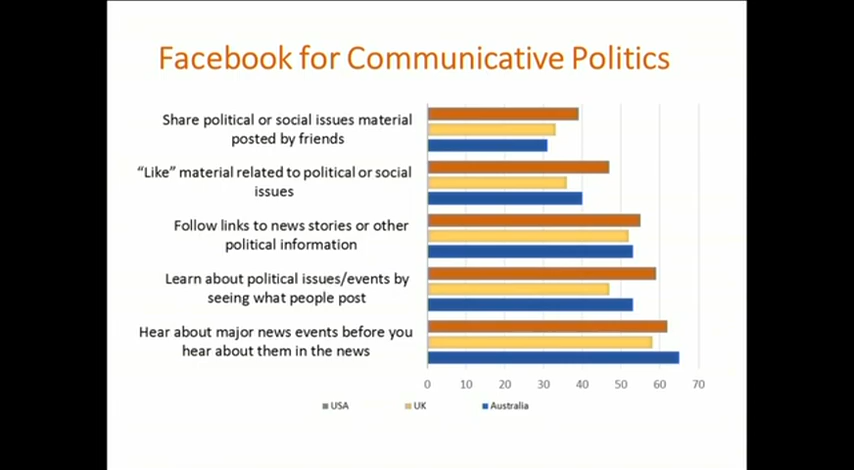 Facebook for Communicative Politics
Share political or social issues material
posted by friends
“Like” material related to political or social
issues
Follow links to news stories or other
political information
Learn about political issues/events by
seeing what people post
Hear about major news events before you
hear about them in the news
0 10 20 30 40 50 60 70
USA UK Australia